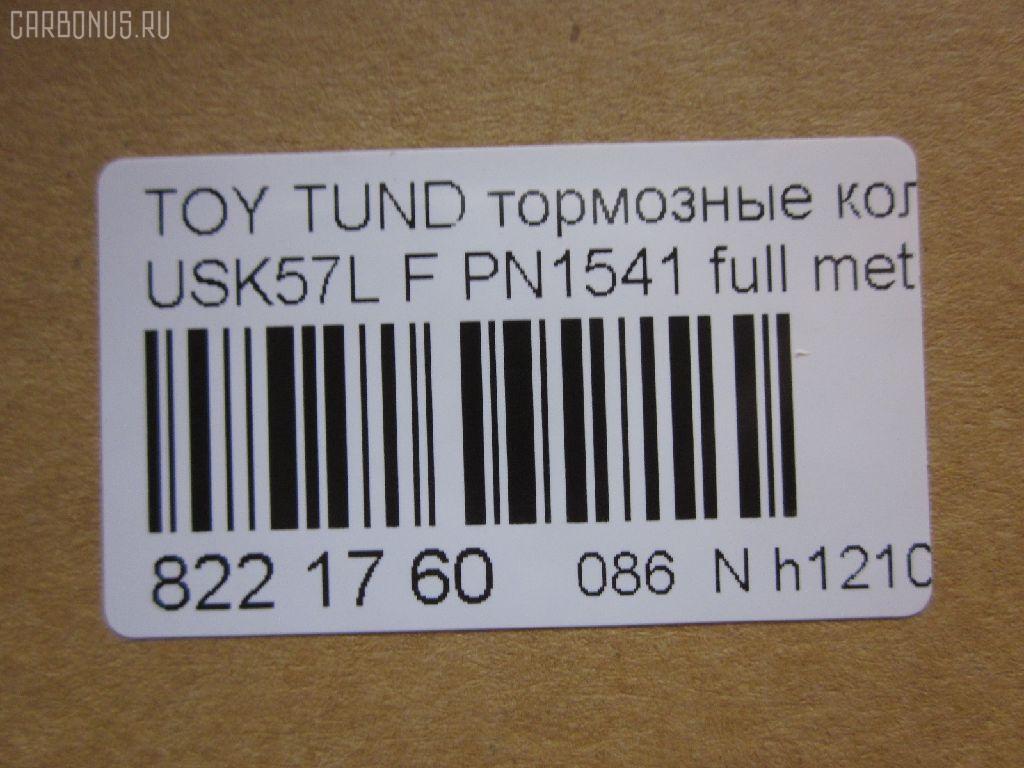 CARBONUS.RU
TOY TUND тормозные кол
USK57L F PN1541 full met
822 17 60 086 N h1210